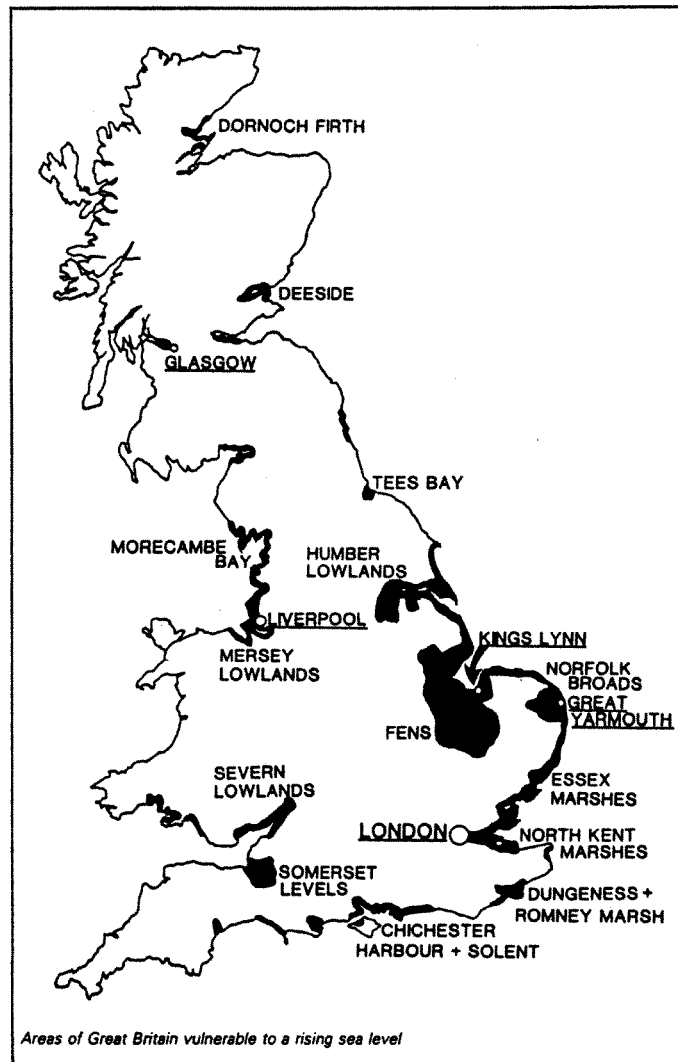 DORNOCH FIRTH
DEESIDE
GLASGOW
TEES BAY
MORECAMBE
BAY
HUMBER
LOWLANDS
LIVERPOOL
MERSEY
LOWLANDS
KINGS LYNN
NORFOLK
BROADS
GREAT
YARMOUTH
FENS
SEVERN
LOWLANDS
ESSEX
MARSHES
LONDON
NORTH KENT
MARSHES
SOMERSET
LEVELS
DUNGENESS +
ROMNEY MARSH
CHICHESTER
HARBOUR + SOLENT
Areas of Great Britain vulnerable to a rising sea level